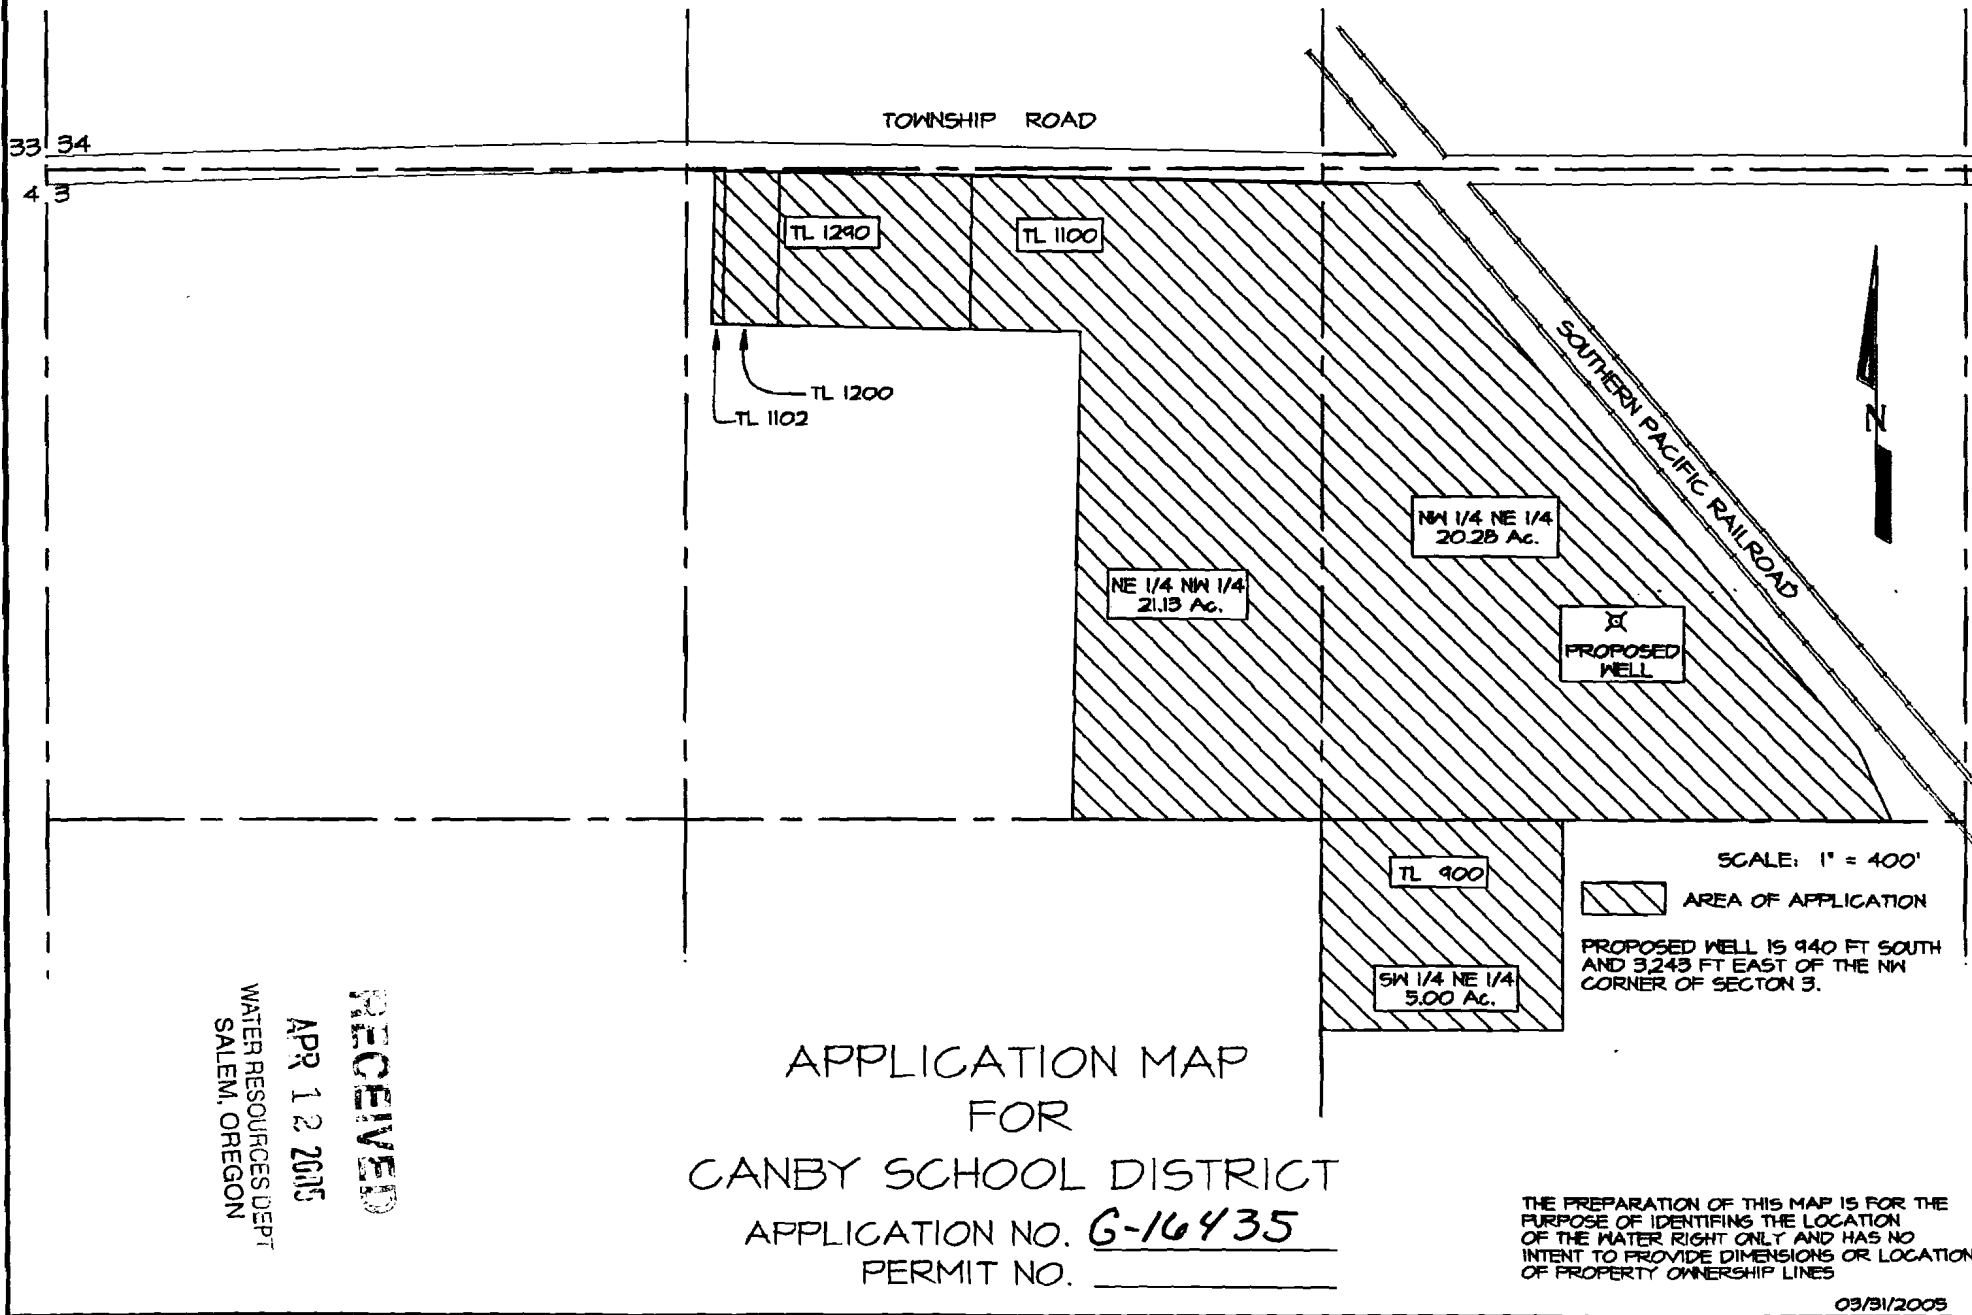 TOWNSHIP ROAD
33 34
4 3
TL 1290
TL 1100
TL 1200
TL 1102
SOUTHERN PACIFIC RAILROAD
N
NW 1/4 NE 1/4
20.28 Ac.
NE 1/4 NW 1/4
21.13 Ac.
PROPOSED
WELL
SCALE: 1" = 400'
TL 900
AREA OF APPLICATION
PROPOSED WELL IS 940 FT SOUTH
AND 3,243 FT EAST OF THE NW
CORNER OF SECTON 3.
SW 1/4 NE 1/4
5.00 Ac.
RECEIVED
APR 12 2005
WATER RESOURCES DEPT
SALEM, OREGON
APPLICATION MAP
FOR
CANBY SCHOOL DISTRICT
APPLICATION NO. G-16435
PERMIT NO.
THE PREPARATION OF THIS MAP IS FOR THE
PURPOSE OF IDENTIFING THE LOCATION
OF THE WATER RIGHT ONLY AND HAS NO
INTENT TO PROVIDE DIMENSIONS OR LOCATION
OF PROPERTY OWNERSHIP LINES
03/31/2005